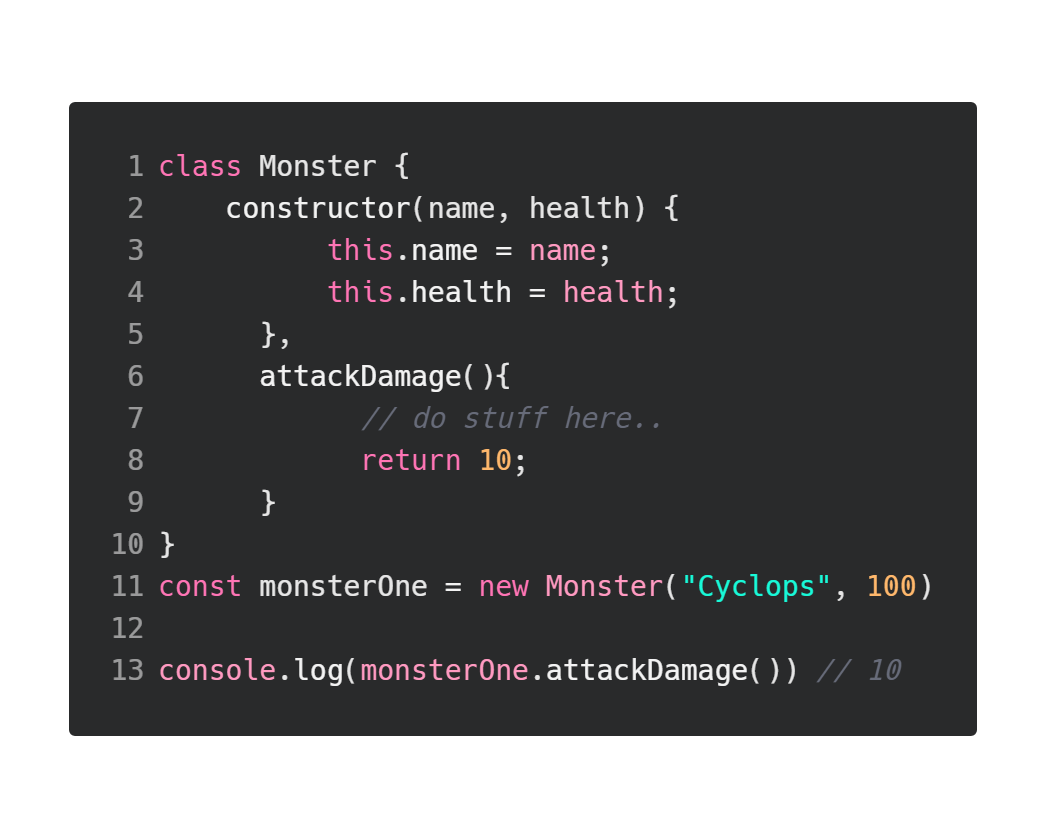 1 class Monster {
2     constructor(name, health) {
3           this.name = name;
4           this.health = health;
5       },
6       attackDamage(){
7             // do stuff here..
8             return 10;
9       }
10 }
11 const monsterOne = new Monster("Cyclops", 100)
12
13 console.log(monsterOne.attackDamage()) // 10